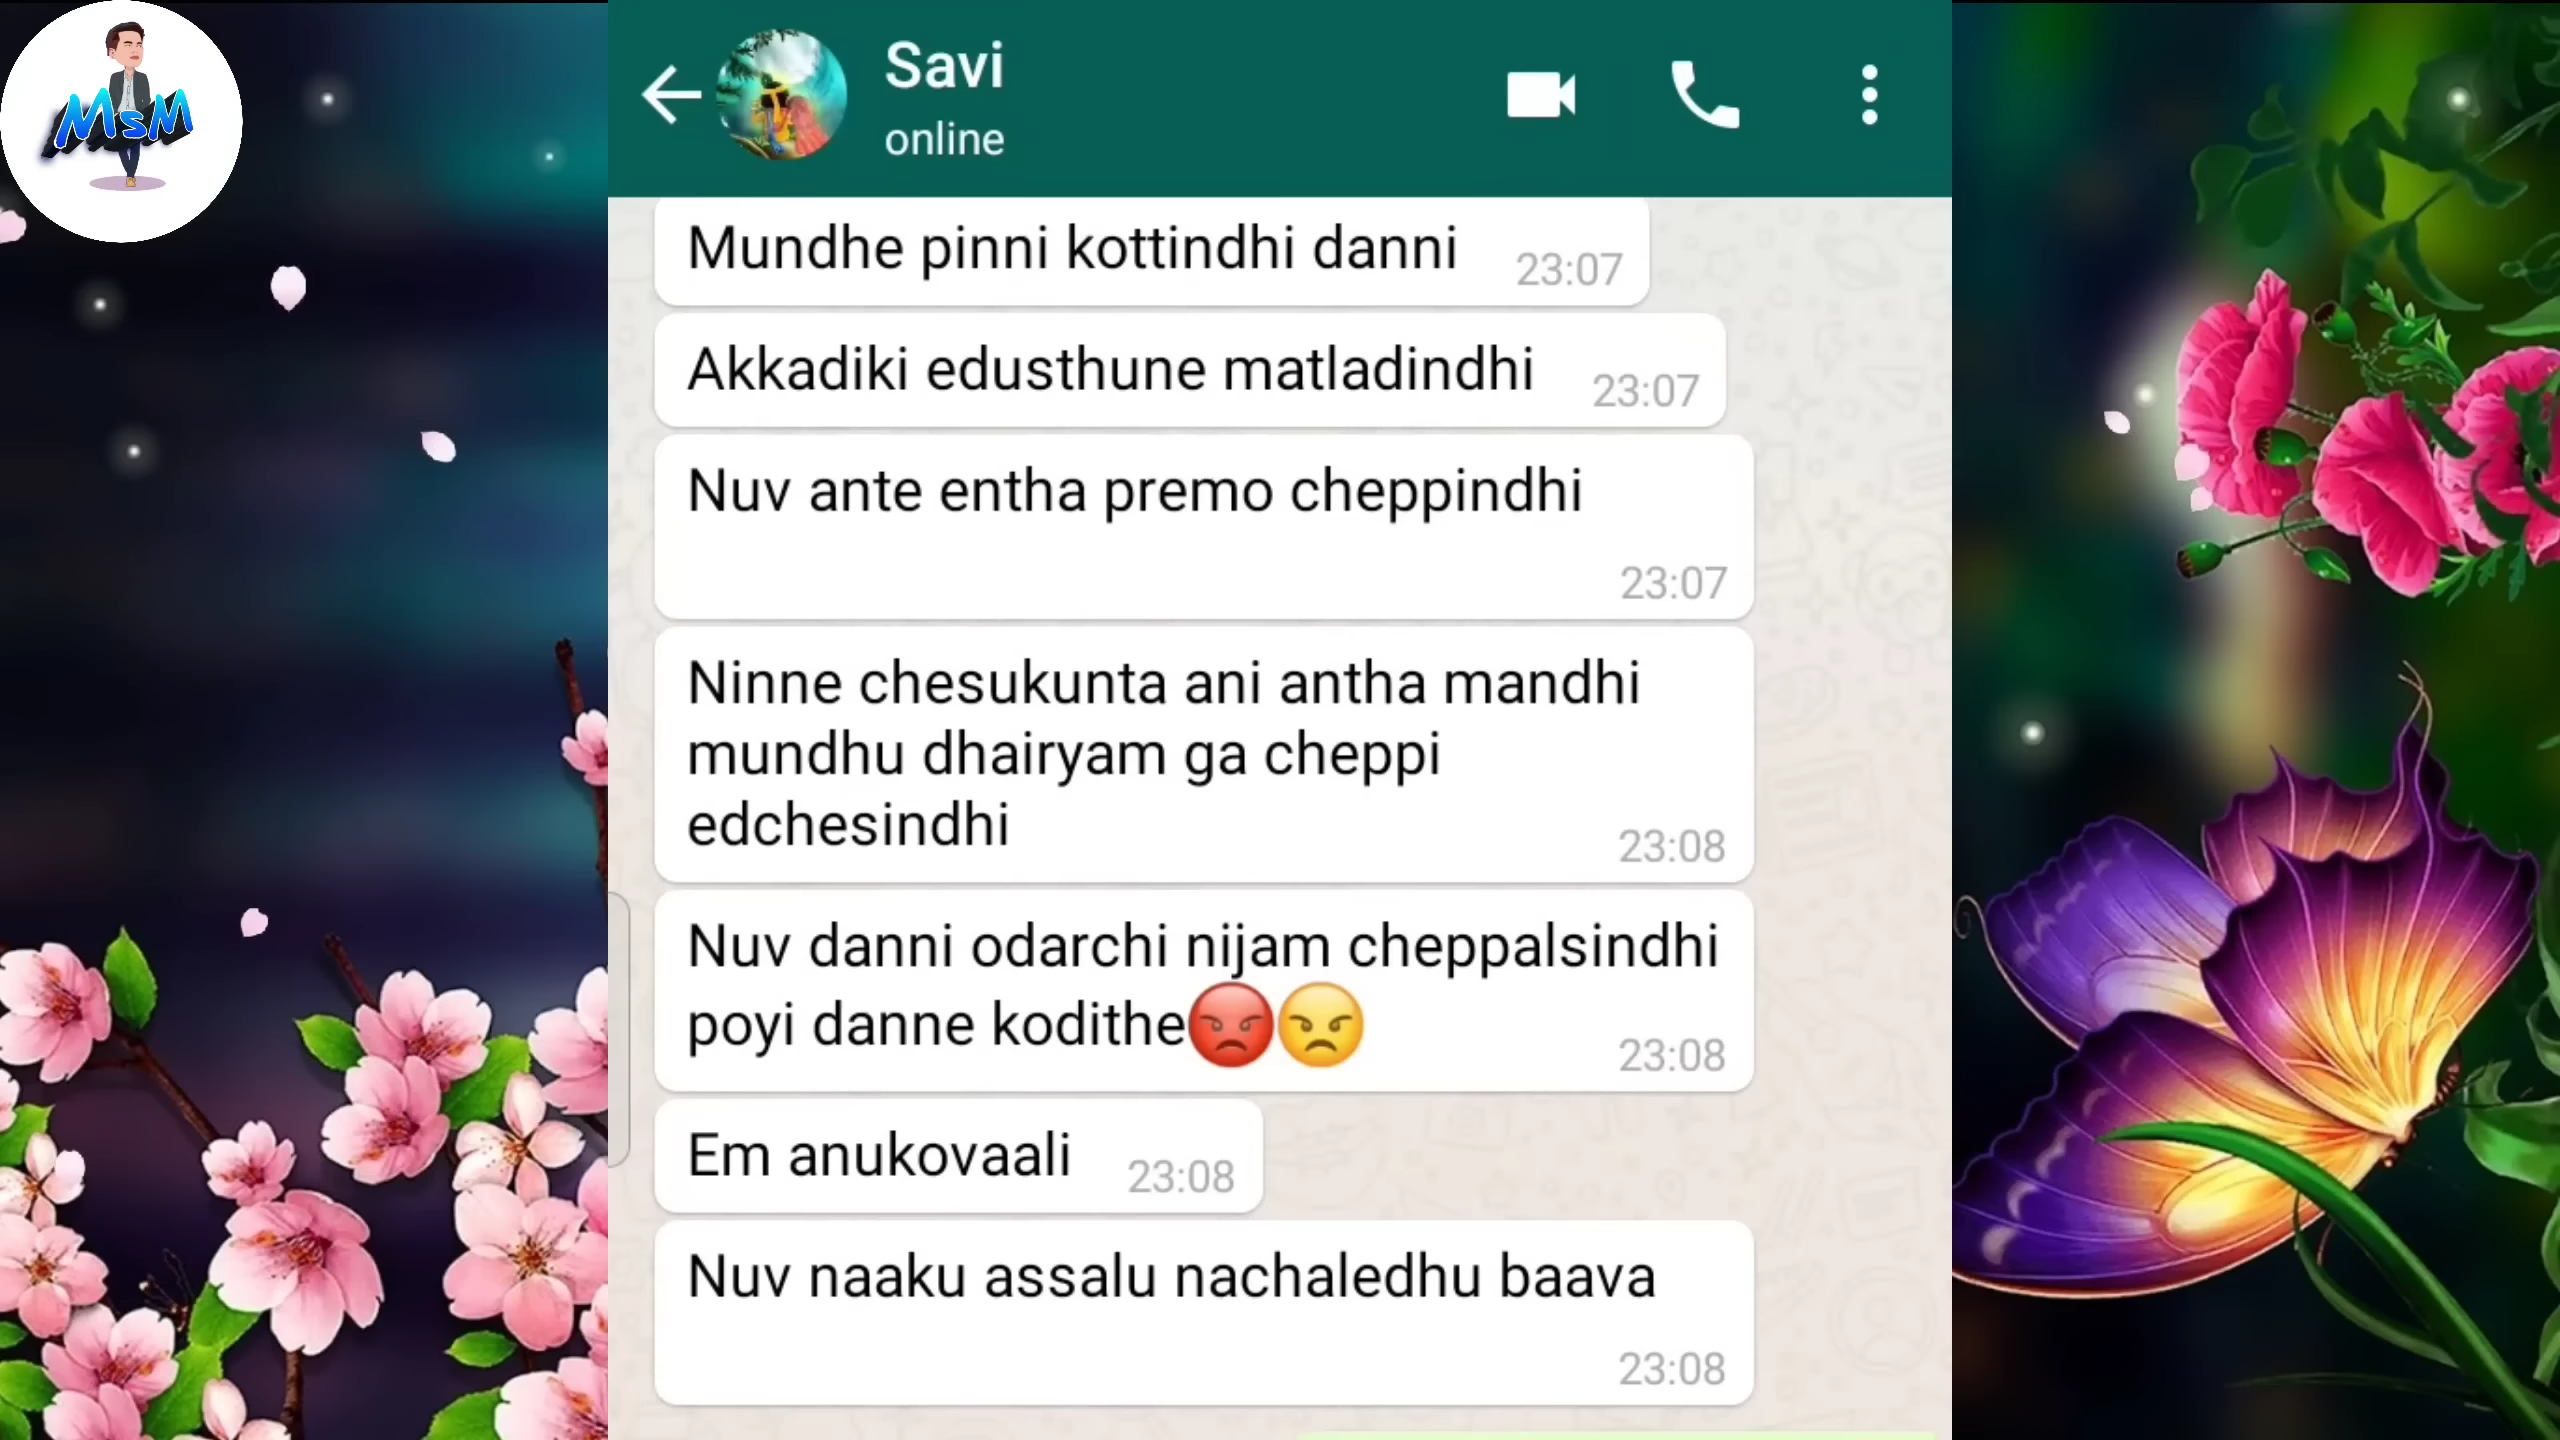 MsM
Savi
online
Mundhe pinni kottindhi danni 23:07
Akkadiki edusthune matladindhi 23:07
Nuv ante entha premo cheppindhi
23:07
Ninne chesukunta ani antha mandhi
mundhu dhairyam ga cheppi
edchesindhi 23:08
Nuv danni odarchi nijam cheppalsindhi
poyi danne kodithe😡😠 23:08
Em anukovaali 23:08
Nuv naaku assalu nachaledhu baava
23:08